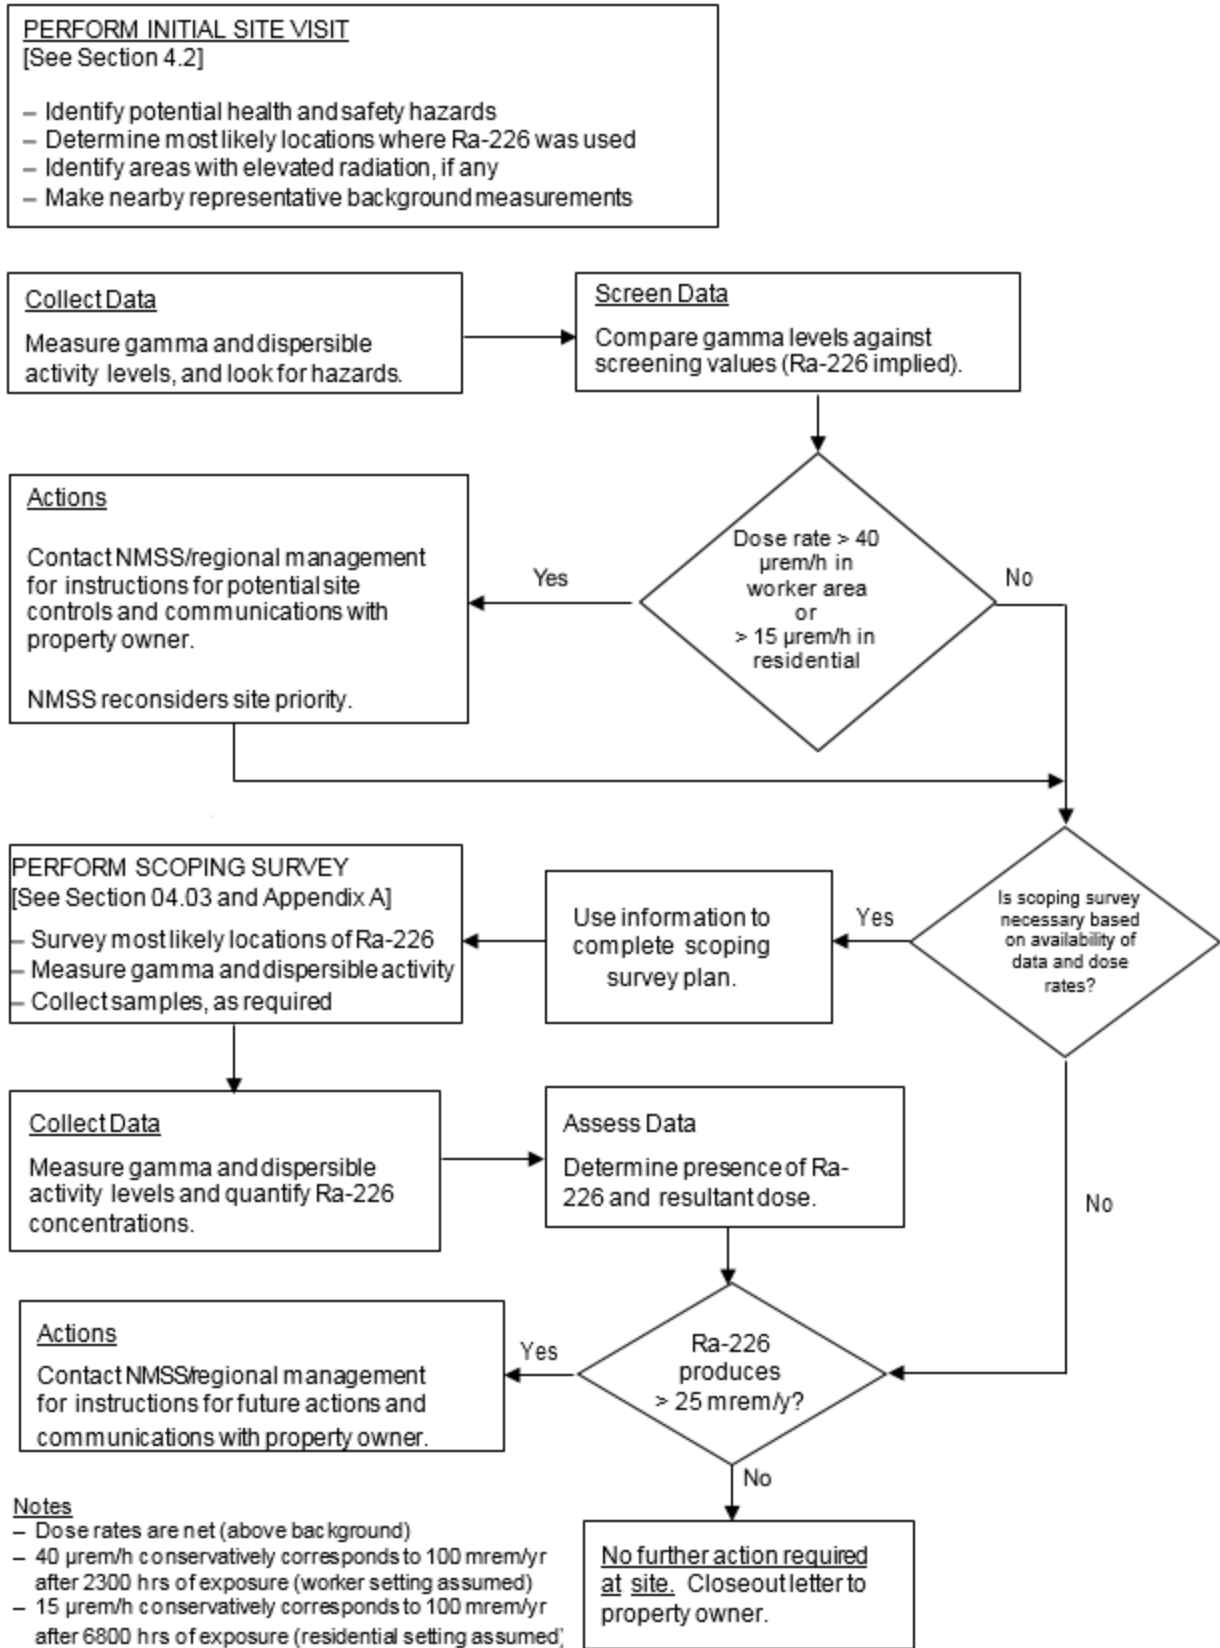 PERFORM INITIAL SITE VISIT
[See Section 4.2]
– Identify potential health and safety hazards
– Determine most likely locations where Ra-226 was used
– Identify areas with elevated radiation, if any
– Make nearby representative background measurements
Collect Data
Measure gamma and dispersible
activity levels, and look for hazards.
Screen Data
Compare gamma levels against
screening values (Ra-226 implied).
Dose rate > 40
µrem/h in
worker area
or
> 15 µrem/h in
residential
Yes
No
Actions
Contact NMSS/regional management
for instructions for potential site
controls and communications with
property owner.
NMSS reconsiders site priority.
Is scoping survey
necessary based
on availability of
data and dose
rates?
Yes
No
Use information to
complete scoping
survey plan.
PERFORM SCOPING SURVEY
[See Section 04.03 and Appendix A]
– Survey most likely locations of Ra-226
– Measure gamma and dispersible activity
– Collect samples, as required
Collect Data
Measure gamma and dispersible
activity levels and quantify Ra-226
concentrations.
Assess Data
Determine presence of Ra-
226 and resultant dose.
Ra-226
produces
> 25 mrem/y?
Yes
No
Actions
Contact NMSS/regional management
for instructions for future actions and
communications with property owner.
No further action required
at site. Closeout letter to
property owner.
Notes
– Dose rates are net (above background)
– 40 µrem/h conservatively corresponds to 100 mrem/yr
after 2300 hrs of exposure (worker setting assumed)
– 15 µrem/h conservatively corresponds to 100 mrem/yr
after 6800 hrs of exposure (residential setting assumed)